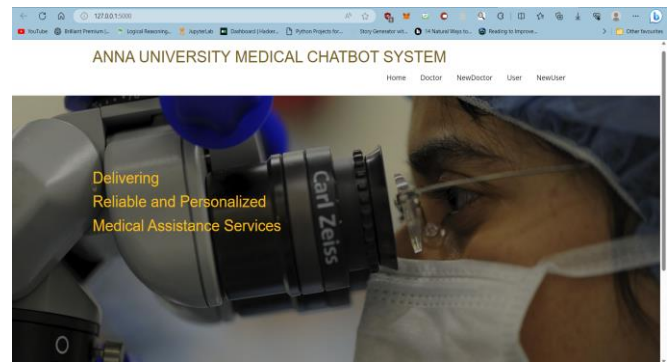 127.0.0.1:5000
YouTube Brilliant Premium |... Logical Reasoning,... JupyterLab Dashboard | Hacker... Python Projects for... Story Generator wit... 14 Natural Ways to... Reading to Improve... Other favourites
ANNA UNIVERSITY MEDICAL CHATBOT SYSTEM
Home Doctor NewDoctor User NewUser
Delivering
Reliable and Personalized
Medical Assistance Services
Carl Zeiss